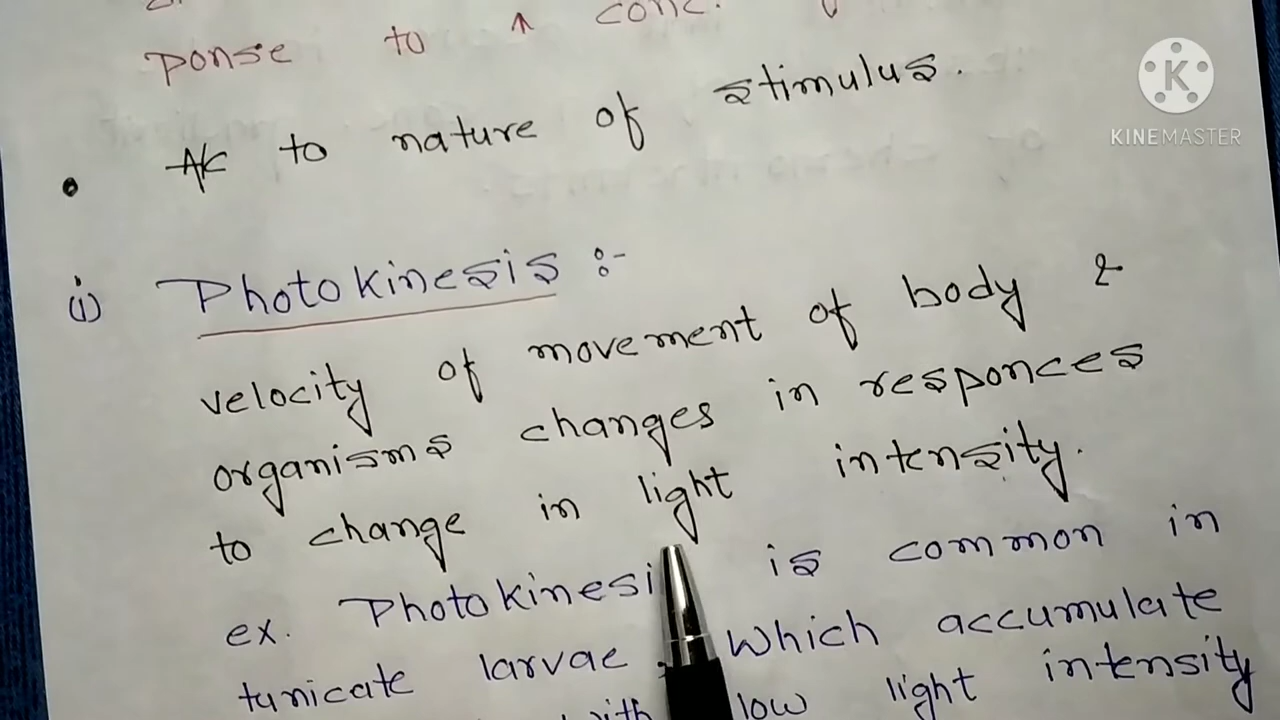 ponse to ↑ conc.
• A/c to nature of stimulus.
(i) Photokinesis :-
velocity of movement of body &
organisms changes in responces
to change in light intensity.
ex. Photokinesi is common in
tunicate larvae, which accumulate
with low light intensity
K
KINEMASTER